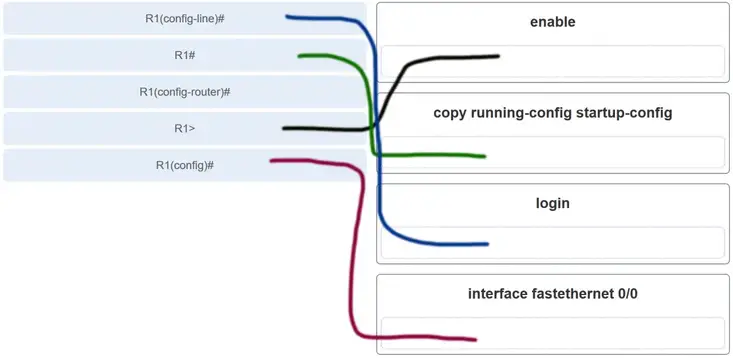 R1(config-line)#
R1#
R1(config-router)#
R1>
R1(config)#
enable
copy running-config startup-config
login
interface fastethernet 0/0